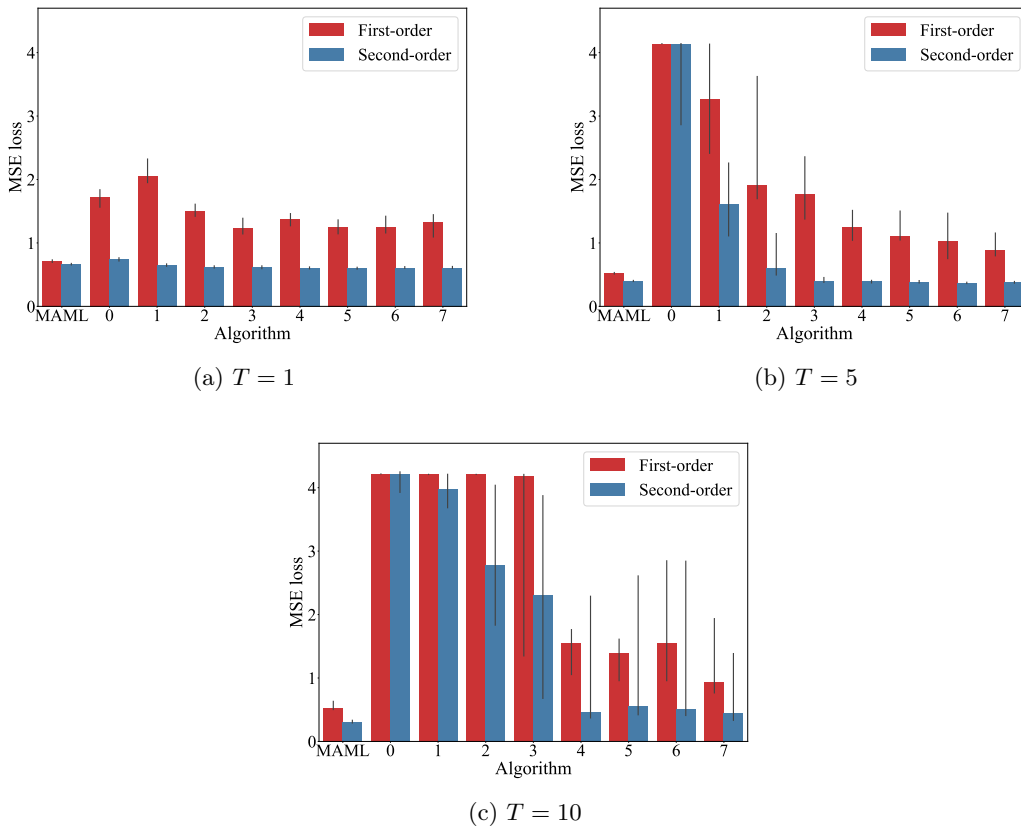 4
3
2
1
0
MSE loss
First-order
Second-order
MAML 0 1 2 3 4 5 6 7
Algorithm
(a) T = 1
4
3
2
1
0
MSE loss
First-order
Second-order
MAML 0 1 2 3 4 5 6 7
Algorithm
(b) T = 5
4
3
2
1
0
MSE loss
First-order
Second-order
MAML 0 1 2 3 4 5 6 7
Algorithm
(c) T = 10